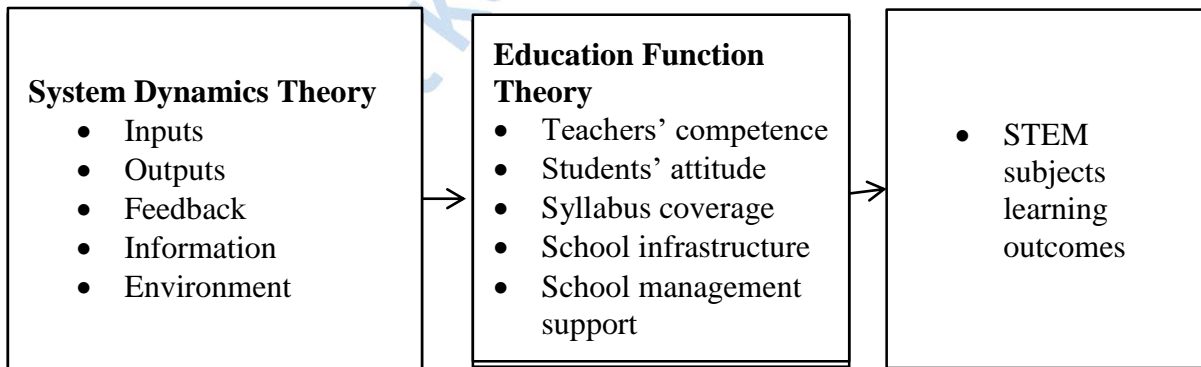 System Dynamics Theory
• Inputs
• Outputs
• Feedback
• Information
• Environment
Education Function
Theory
• Teachers’ competence
• Students’ attitude
• Syllabus coverage
• School infrastructure
• School management
support
• STEM
subjects
learning
outcomes